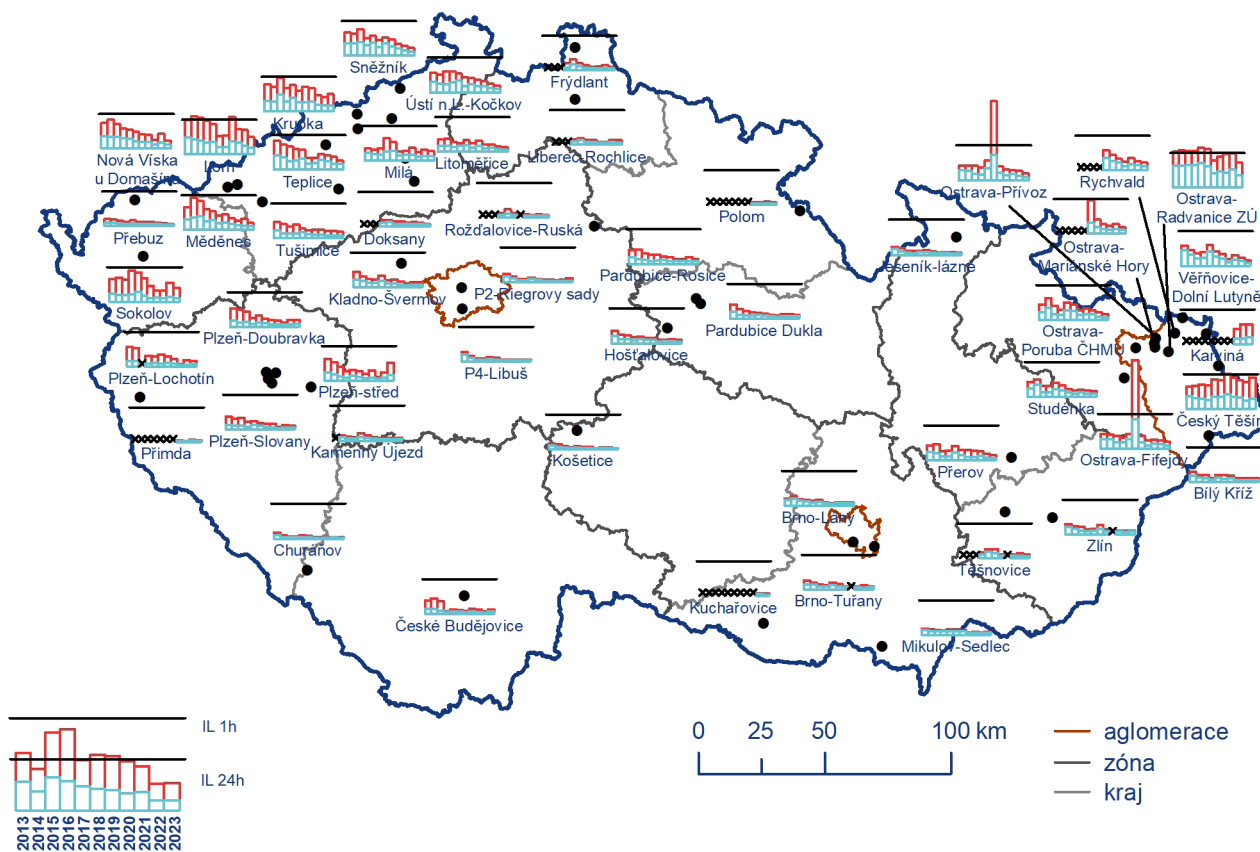 Sněžník
Ústí n.L.-Kočkov
Frýdlant
Krupka
Nová Víska
u Domašína
Lom
Teplice
Milá
Litoměřice
Liberec-Rochlice
Ostrava-Přívoz
Rychvald
Ostrava-
Radvanice ZÚ
Přebuz
Měděnec
Tušimice
Doksany
Rožďalovice-Ruská
Polom
Jeseník-lázně
Ostrava-
Mariánské Hory
Věřňovice-
Dolní Lutyně
Sokolov
Kladno-Švermov
P2-Riegrovy sady
Pardubice-Rosice
Plzeň-Doubravka
Hošťalovice
Pardubice Dukla
Ostrava-
Poruba ČHMÚ
Karviná
Plzeň-Lochotín
Plzeň-střed
P4-Libuš
Studénka
Český Těšín
Přimda
Plzeň-Slovany
Kamenný Újezd
Košetice
Přerov
Ostrava-Fifejdy
Bílý Kříž
Churáňov
Brno-Lány
Zlín
Těšnovice
České Budějovice
Kuchařovice
Brno-Tuřany
Mikulov-Sedlec
IL 1h
IL 24h
2013
2014
2015
2016
2017
2018
2019
2020
2021
2022
2023
0 25 50 100 km
aglomerace
zóna
kraj